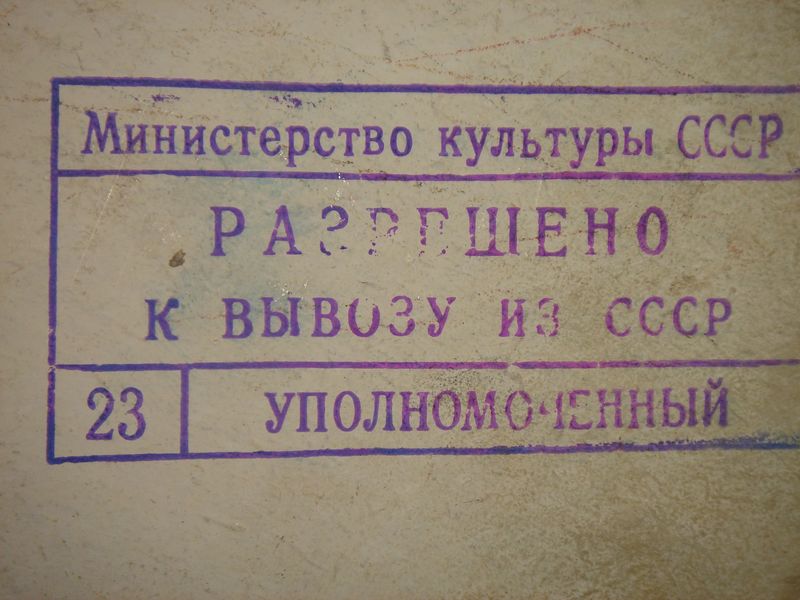 Министерство культуры СССР
РАЗРЕШЕНО
К ВЫВОЗУ ИЗ СССР
23 УПОЛНОМОЧЕННЫЙ